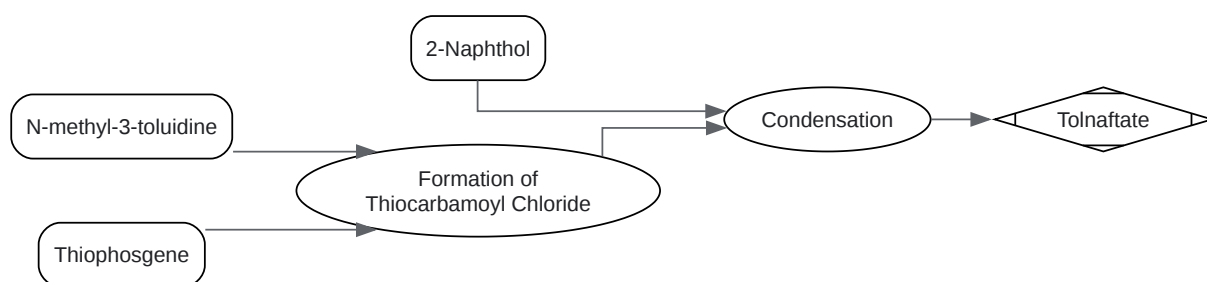 2-Naphthol
N-methyl-3-toluidine
Condensation
Tolnaftate
Formation of
Thiocarbamoyl Chloride
Thiophosgene